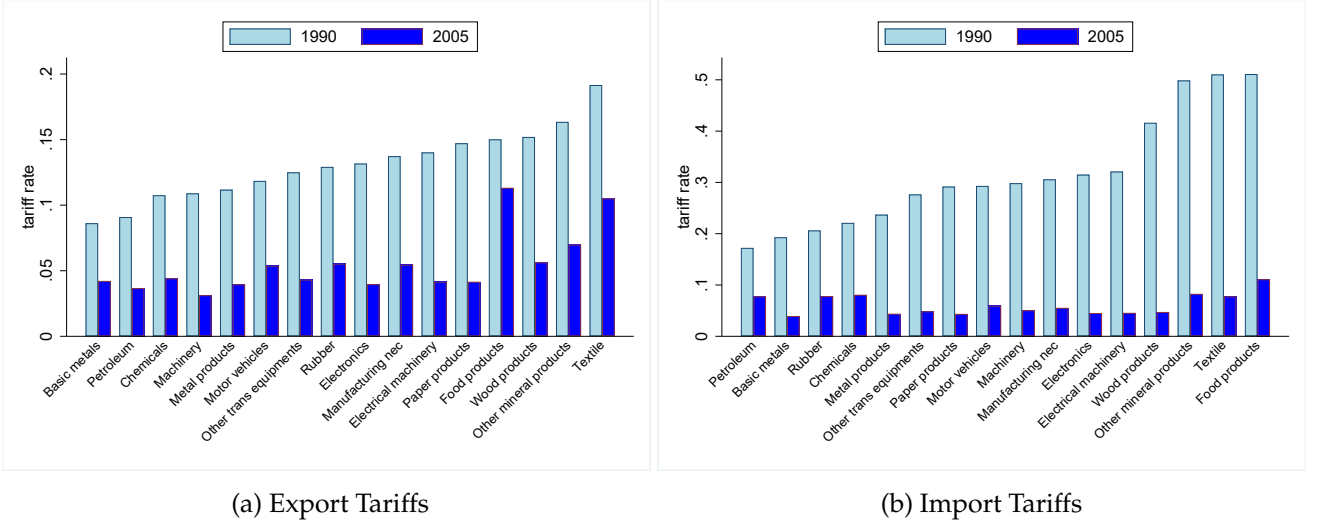 1990 2005
tariff rate
.2
.15
.1
.05
0
Basic metals
Petroleum
Chemicals
Machinery
Metal products
Motor vehicles
Other trans equipments
Rubber
Electronics
Manufacturing nec
Electrical machinery
Paper products
Food products
Wood products
Other mineral products
Textile
(a) Export Tariffs
1990 2005
tariff rate
.5
.4
.3
.2
.1
0
Petroleum
Basic metals
Rubber
Chemicals
Metal products
Other trans equipments
Paper products
Motor vehicles
Machinery
Manufacturing nec
Electronics
Electrical machinery
Wood products
Other mineral products
Textile
Food products
(b) Import Tariffs